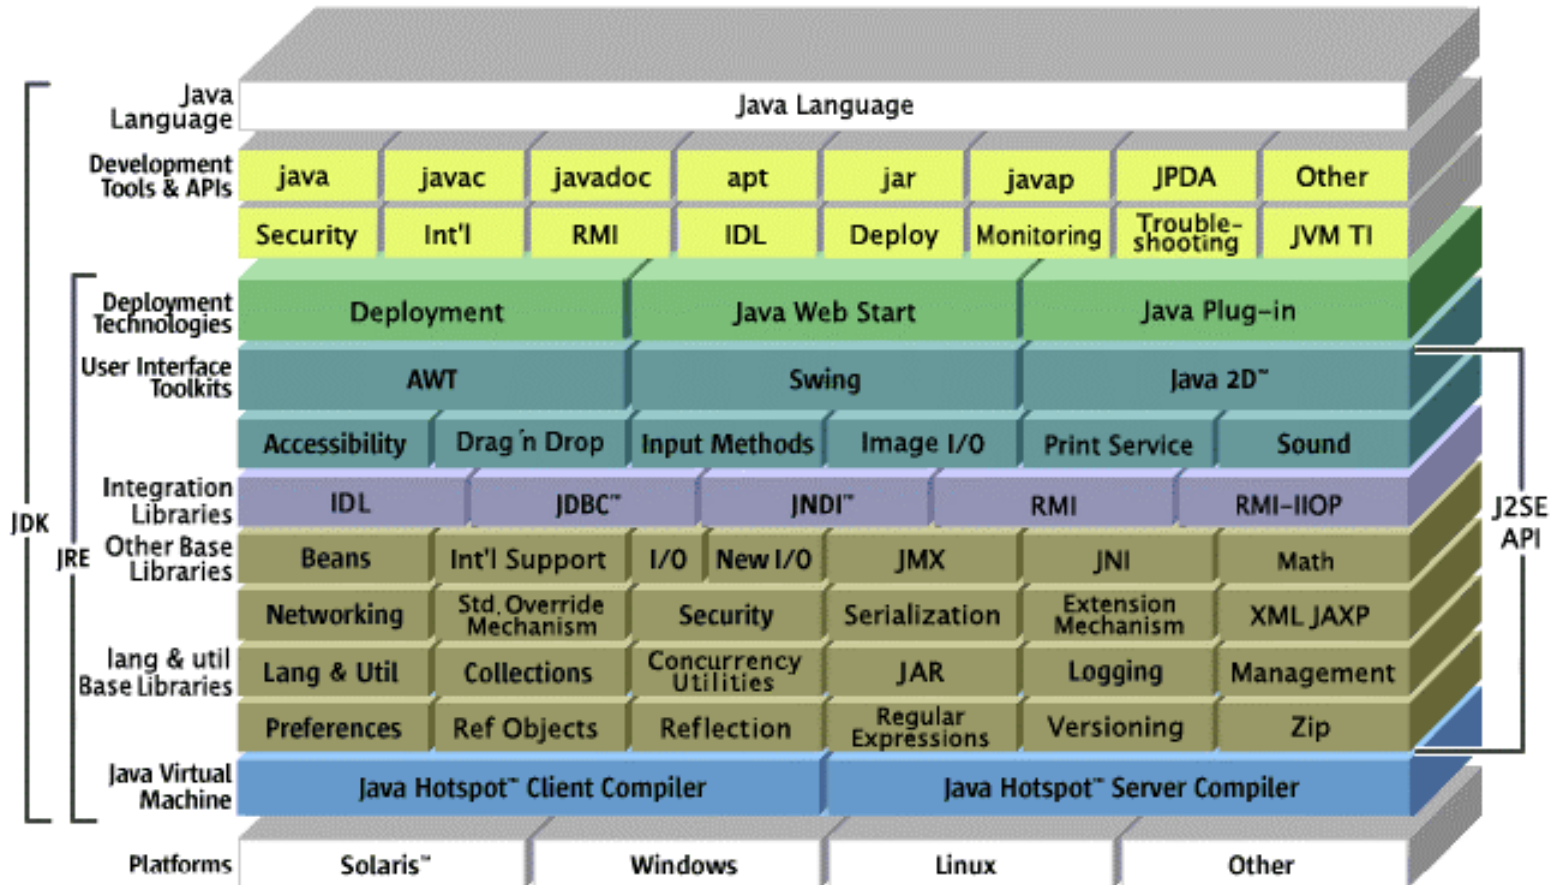 Java
Language
Java Language
Development
Tools & APIs
java javac javadoc apt jar javap JPDA Other
Security Int'l RMI IDL Deploy Monitoring Trouble-
shooting JVM TI
Deployment
Technologies
Deployment Java Web Start Java Plug-in
User Interface
Toolkits
AWT Swing Java 2D™
Accessibility Drag 'n Drop Input Methods Image I/O Print Service Sound
Integration
Libraries
IDL JDBC™ JNDI™ RMI RMI-IIOP
JDK
JRE
J2SE
API
Other Base
Libraries
Beans Int'l Support I/O New I/O JMX JNI Math
Networking Std. Override
Mechanism Security Serialization Extension
Mechanism XML JAXP
lang & util
Base Libraries
Lang & Util Collections Concurrency
Utilities JAR Logging Management
Preferences Ref Objects Reflection Regular
Expressions Versioning Zip
Java Virtual
Machine
Java Hotspot™ Client Compiler Java Hotspot™ Server Compiler
Platforms
Solaris™ Windows Linux Other